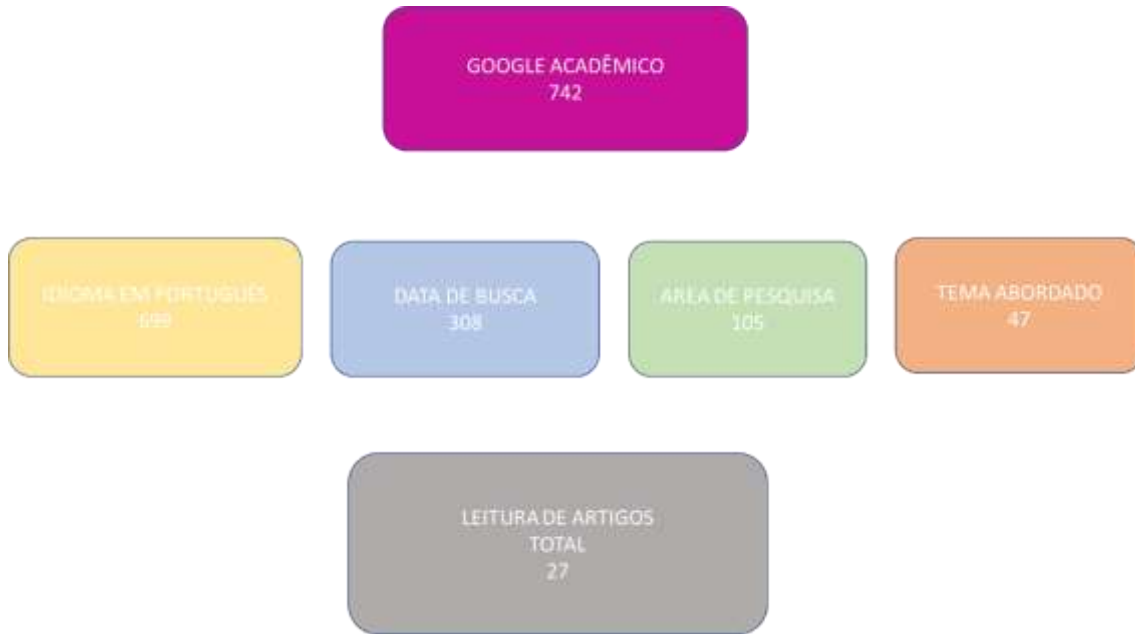 GOOGLE ACADÊMICO
742
IDIOMA EM PORTUGUÊS
699
DATA DE BUSCA
308
AREA DE PESQUISA
105
TEMA ABORDADO
47
LEITURA DE ARTIGOS
TOTAL
27